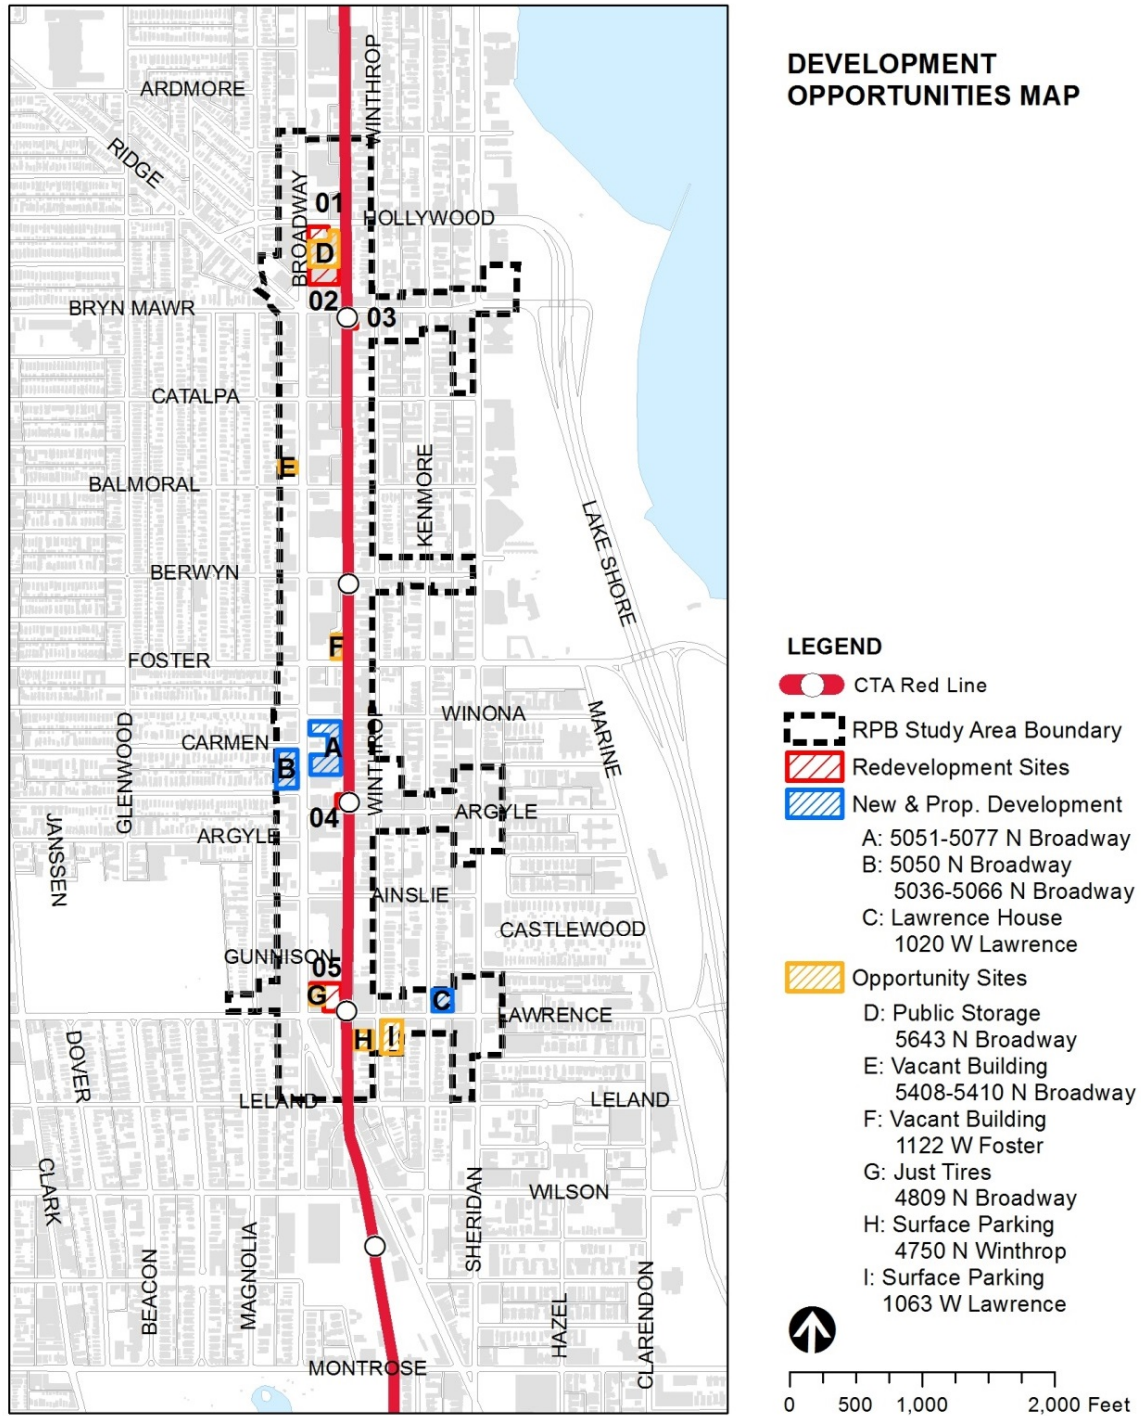 DEVELOPMENT
OPPORTUNITIES MAP
WINTHROP
ARDMORE
RIDGE
BROADWAY
01
HOLLYWOOD
D
02
03
BRYN MAWR
CATALPA
E
BALMORAL
KENMORE
LAKE SHORE
BERWYN
F
FOSTER
WINTHROP
WINONA
MARINE
GLENWOOD
CARMEN
A
B
04
ARGYLE
ARGYLE
JANSSEN
AINSLIE
CASTLEWOOD
GUNNISON
05
G
C
LAWRENCE
H
I
DOVER
LELAND
LELAND
CLARK
WILSON
SHERIDAN
BEACON
MAGNOLIA
HAZEL
CLARENDON
MONTROSE
LEGEND
CTA Red Line
RPB Study Area Boundary
Redevelopment Sites
New & Prop. Development
A: 5051-5077 N Broadway
B: 5050 N Broadway
5036-5066 N Broadway
C: Lawrence House
1020 W Lawrence
Opportunity Sites
D: Public Storage
5643 N Broadway
E: Vacant Building
5408-5410 N Broadway
F: Vacant Building
1122 W Foster
G: Just Tires
4809 N Broadway
H: Surface Parking
4750 N Winthrop
I: Surface Parking
1063 W Lawrence
0 500 1,000 2,000 Feet